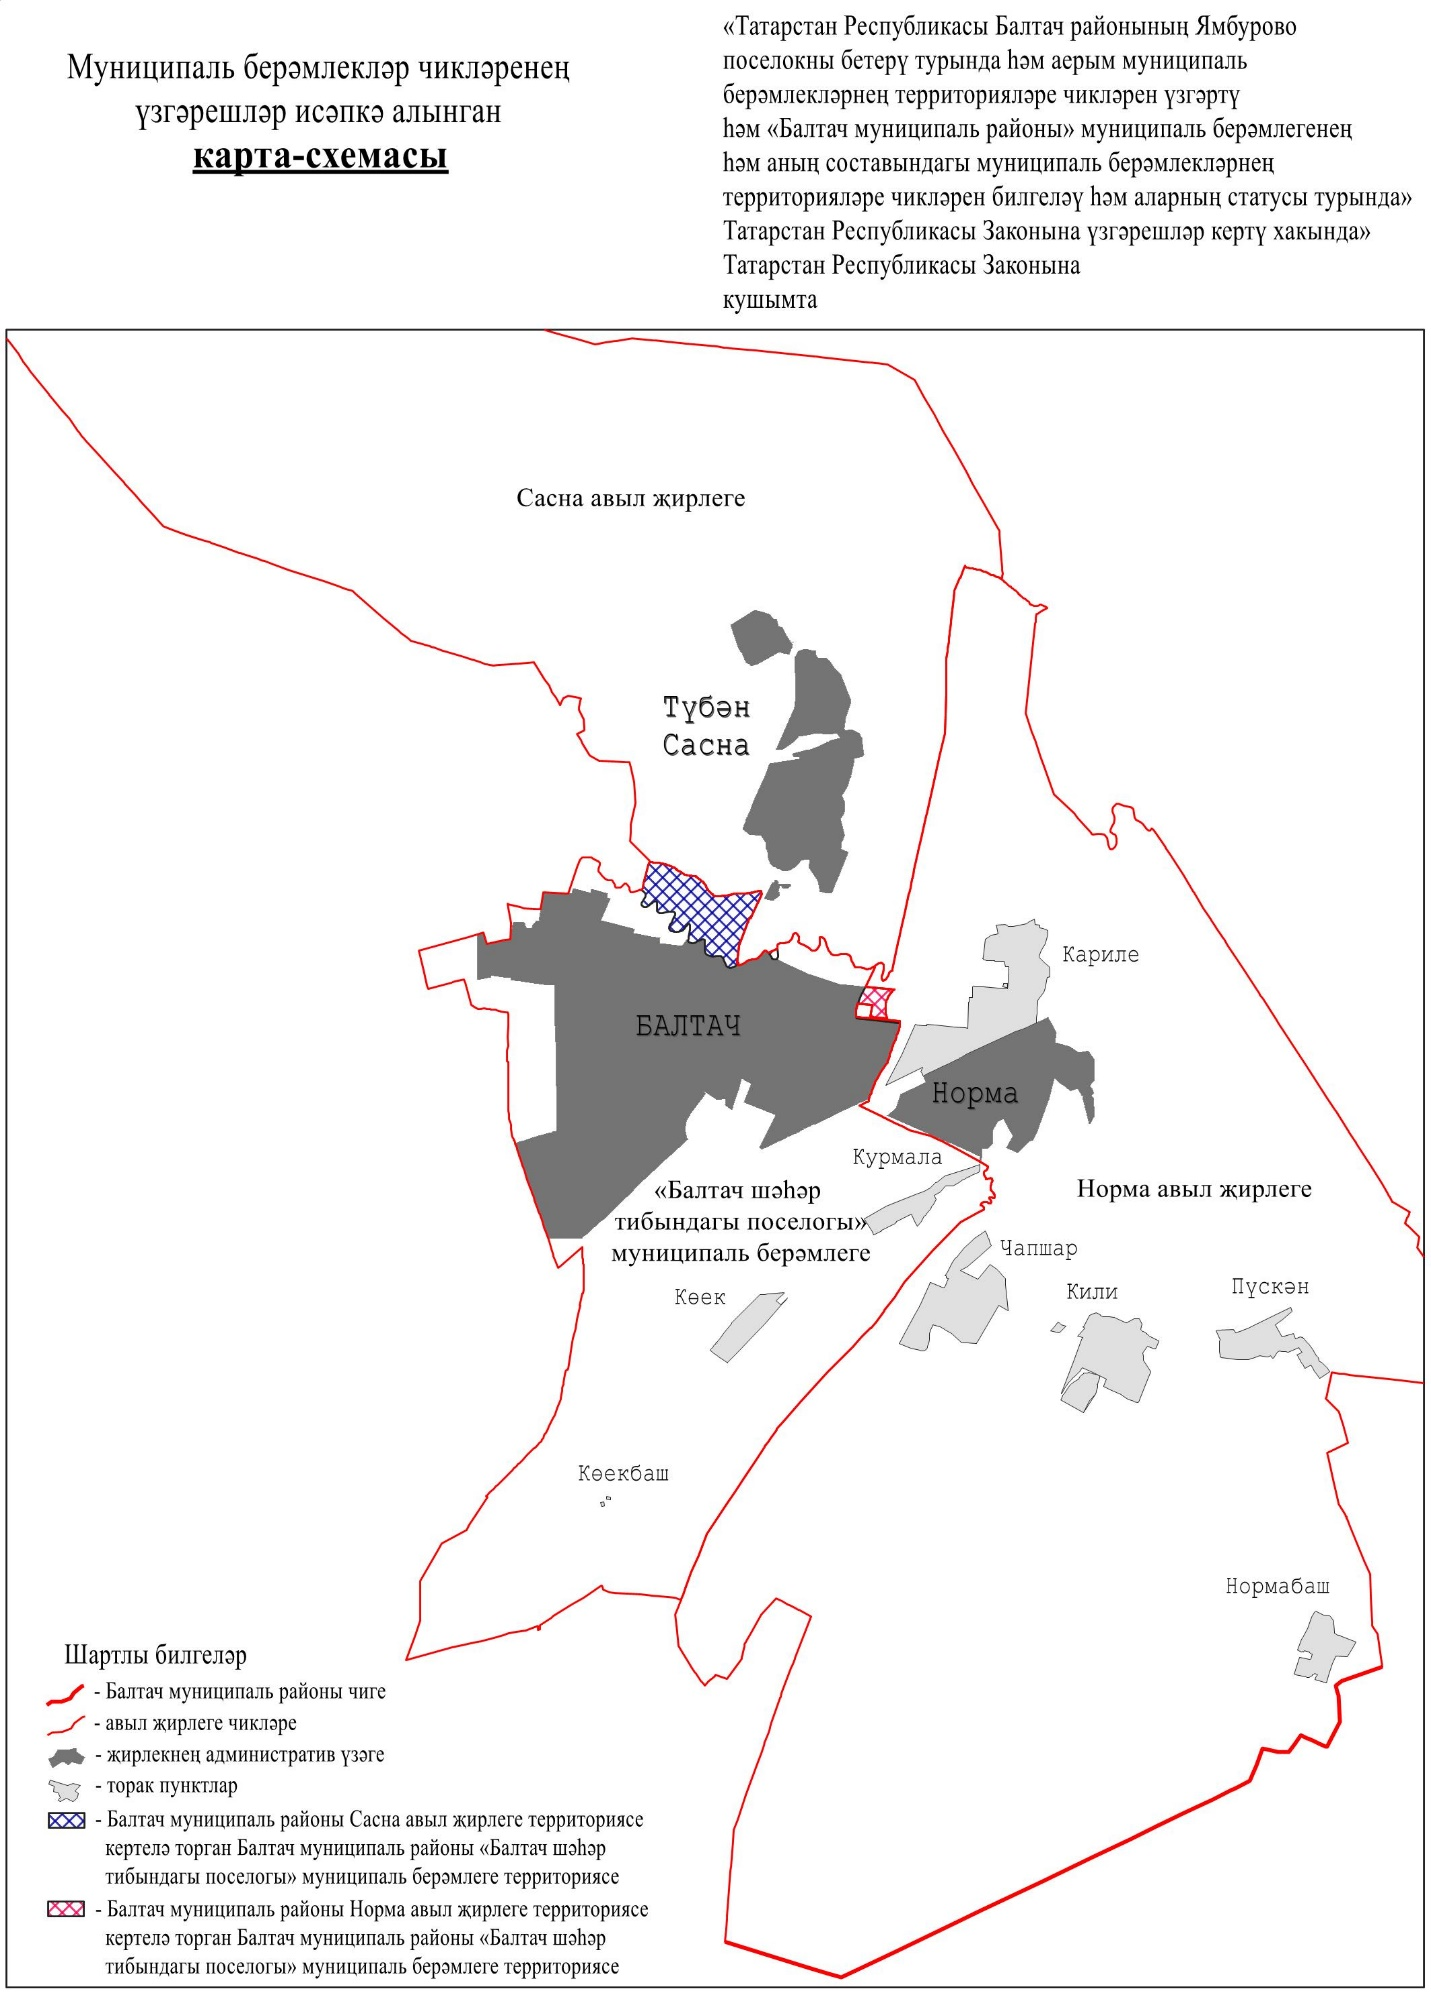 Муниципаль берәмлекләр чикләренең
үзгәрешләр исәпкә алынган
карта-схемасы
«Татарстан Республикасы Балтач районының Ямбурово
поселокны бетерү турында һәм аерым муниципаль
берәмлекләрнең территорияләре чикләрен үзгәртү
һәм «Балтач муниципаль районы» муниципаль берәмлегенең
һәм аның составындагы муниципаль берәмлекләрнең
территорияләре чикләрен билгеләү һәм аларның статусы турында»
Татарстан Республикасы Законына үзгәрешләр кертү хакында»
Татарстан Республикасы Законына
кушымта
Сасна авыл җирлеге
Түбән
Сасна
Кариле
БАЛТАЧ
Норма
Курмала
«Балтач шәһәр
тибындагы поселогы»
муниципаль берәмлеге
Норма авыл җирлеге
Чапшар
Көек
Кили
Пүскән
Көекбаш
Нормабаш
Шартлы билгеләр
- Балтач муниципаль районы чиге
- авыл җирлеге чикләре
- җирлекнең административ үзәге
- торак пунктлар
- Балтач муниципаль районы Сасна авыл җирлеге территориясе
кертелә торган Балтач муниципаль районы «Балтач шәһәр
тибындагы поселогы» муниципаль берәмлеге территориясе
- Балтач муниципаль районы Норма авыл җирлеге территориясе
кертелә торган Балтач муниципаль районы «Балтач шәһәр
тибындагы поселогы» муниципаль берәмлеге территориясе